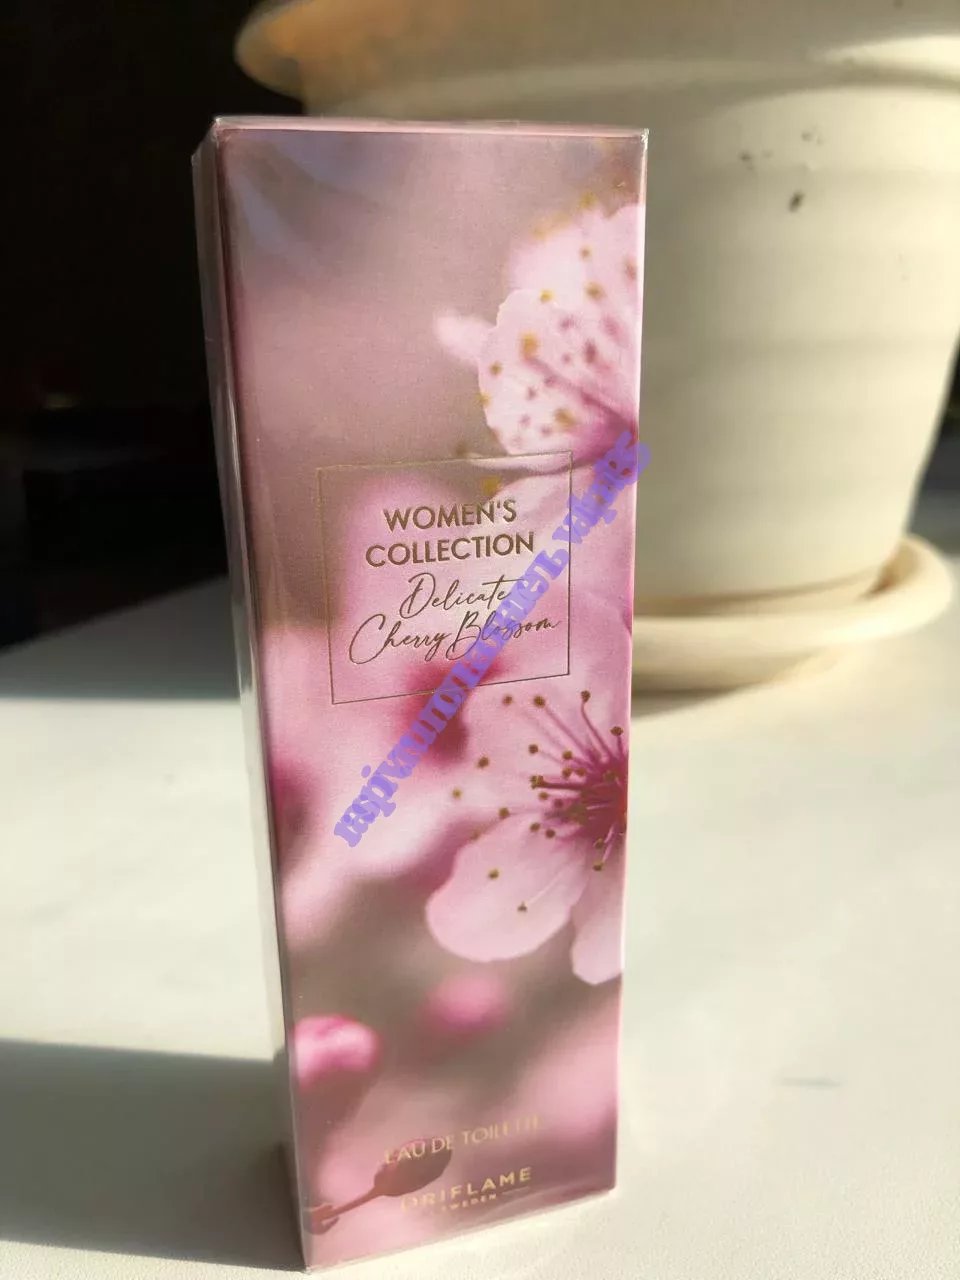 WOMEN'S
COLLECTION
Delicate
Cherry Blossom
EAU DE TOILETTE
ORIFLAME
SWEDEN